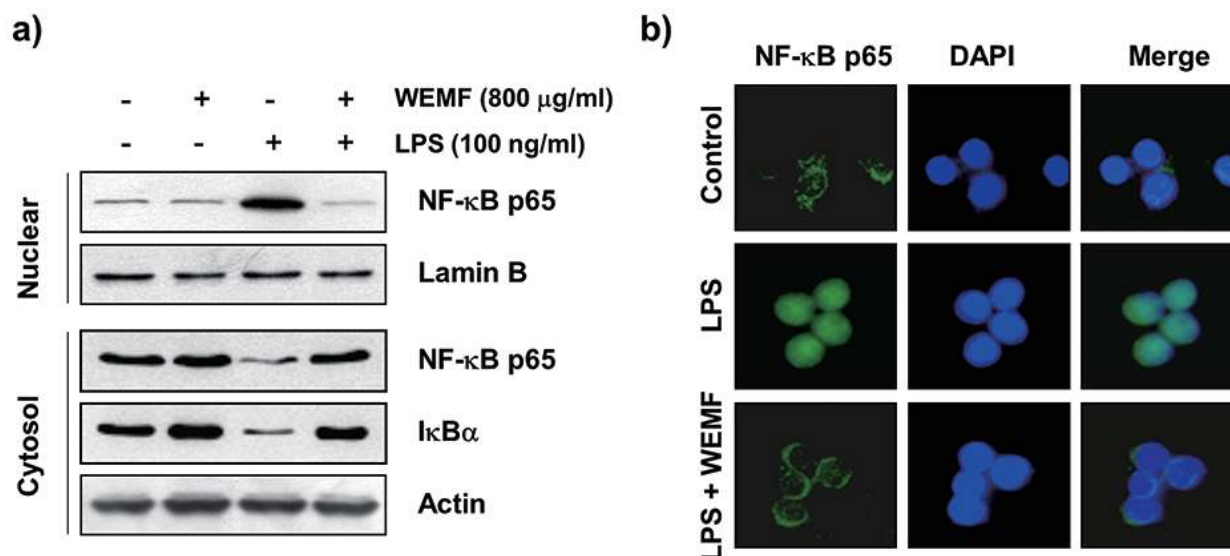 a)
- + - + WEMF (800 μg/ml)
- - + + LPS (100 ng/ml)
Nuclear
NF-κB p65
Lamin B
Cytosol
NF-κB p65
IκBα
Actin
b)
NF-κB p65 DAPI Merge
Control
LPS
LPS + WEMF